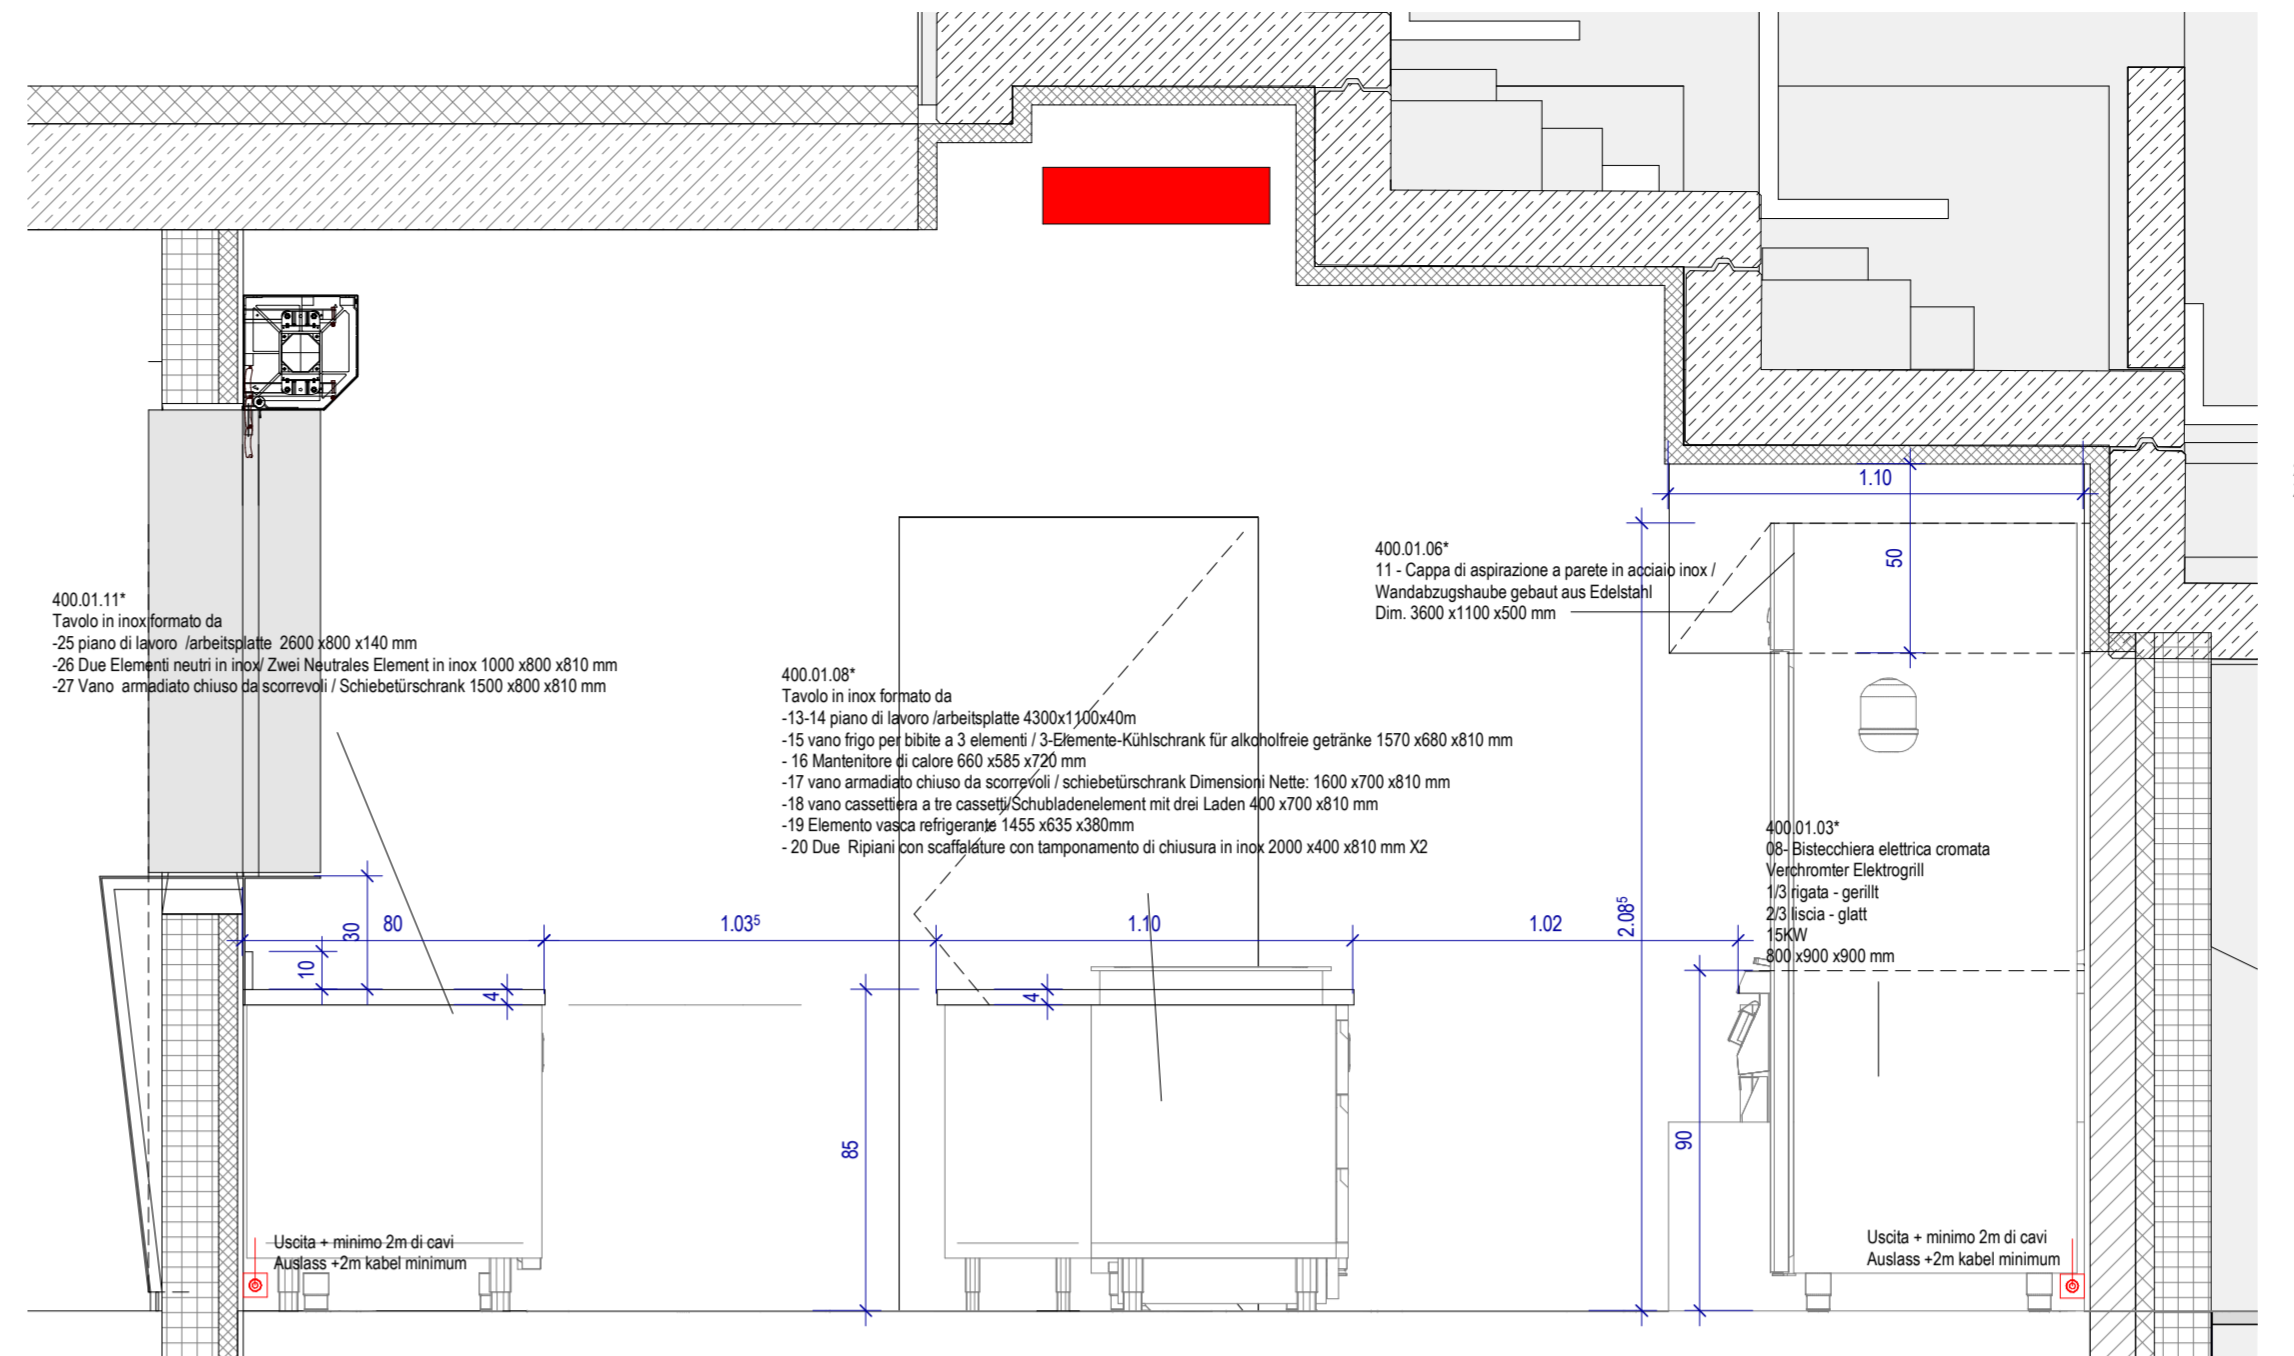 1.10
50
400.01.06*
11 - Cappa di aspirazione a parete in acciaio inox /
Wandabzugshaube gebaut aus Edelstahl
Dim. 3600 x1100 x500 mm
400.01.11*
Tavolo in inox formato da
-25 piano di lavoro /arbeitsplatte 2600 x800 x140 mm
-26 Due Elementi neutri in inox/ Zwei Neutrales Element in inox 1000 x800 x810 mm
-27 Vano armadiato chiuso da scorrevoli / Schiebetürschrank 1500 x800 x810 mm
400.01.08*
Tavolo in inox formato da
-13-14 piano di lavoro /arbeitsplatte 4300x1100x40m
-15 vano frigo per bibite a 3 elementi / 3-Elemente-Kühlschrank für alkoholfreie getränke 1570 x680 x810 mm
- 16 Mantenitore di calore 660 x585 x720 mm
-17 vano armadiato chiuso da scorrevoli / schiebetürschrank Dimensioni Nette: 1600 x700 x810 mm
-18 vano cassettiera a tre cassetti/Schubladenelement mit drei Laden 400 x700 x810 mm
-19 Elemento vasca refrigerante 1455 x635 x380mm
- 20 Due Ripiani con scaffalature con tamponamento di chiusura in inox 2000 x400 x810 mm X2
400.01.03*
08- Bistecchiera elettrica cromata
Verchromter Elektrogrill
1/3 rigata - gerillt
2/3 liscia - glatt
15KW
800 x900 x900 mm
30
80
1.03⁵
1.10
1.02
2.08⁵
10
4
4
85
90
Uscita + minimo 2m di cavi
Auslass +2m kabel minimum
Uscita + minimo 2m di cavi
Auslass +2m kabel minimum